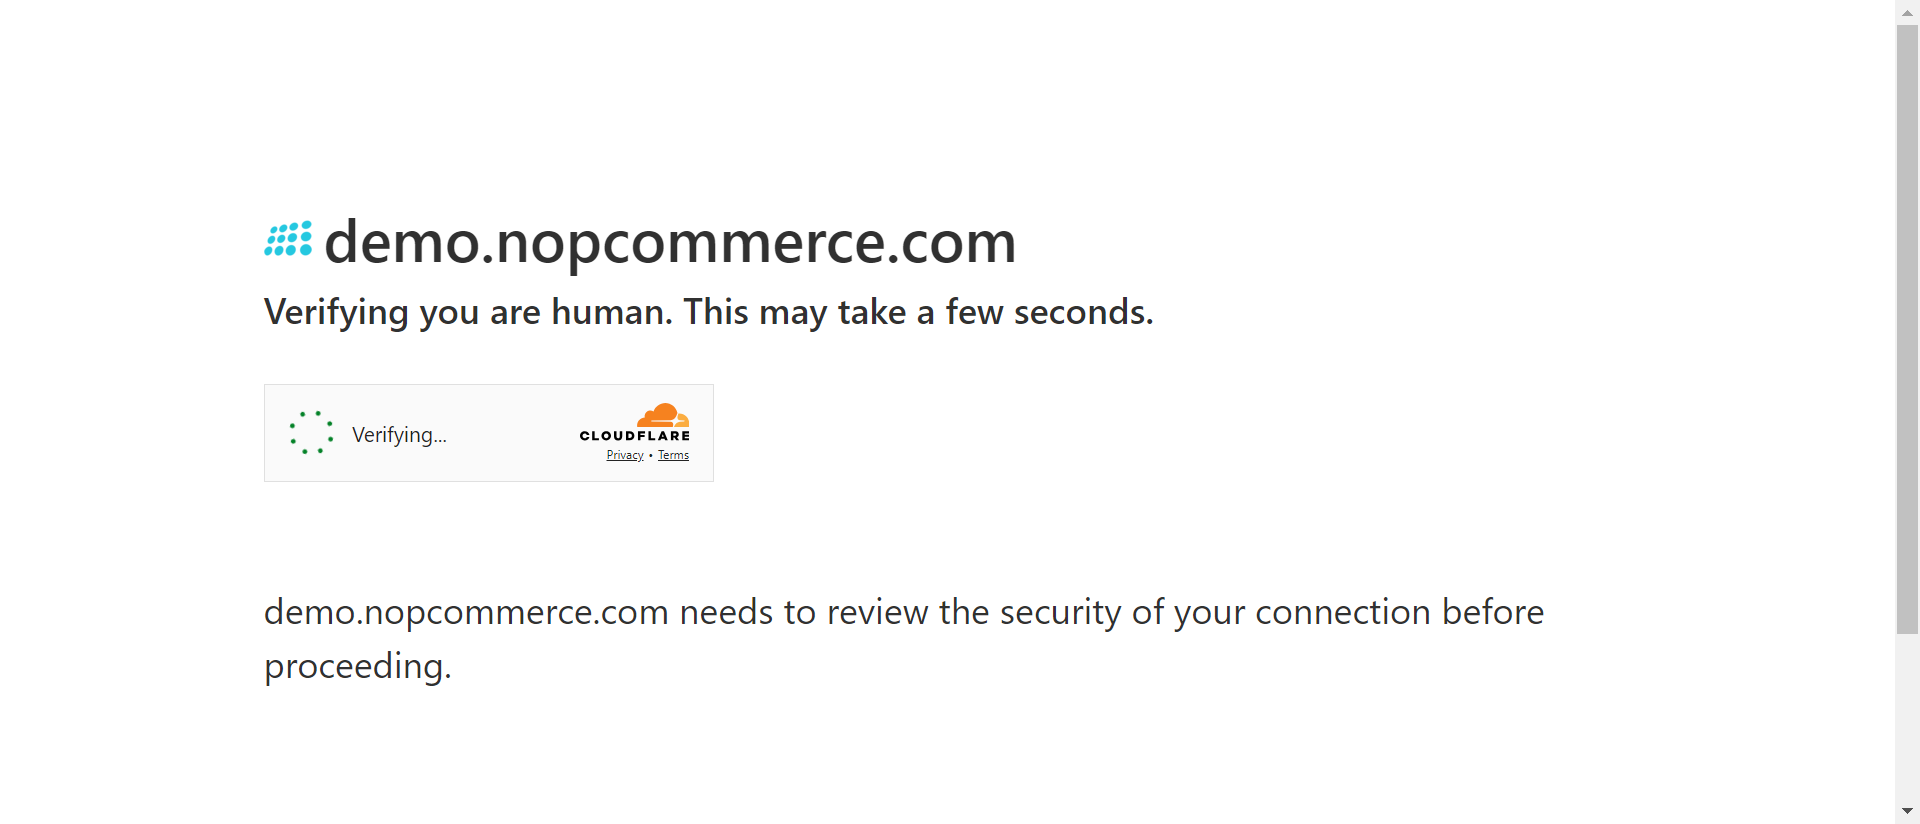 demo.nopcommerce.com
Verifying you are human. This may take a few seconds.
Verifying...
CLOUDFLARE
Privacy • Terms
demo.nopcommerce.com needs to review the security of your connection before
proceeding.